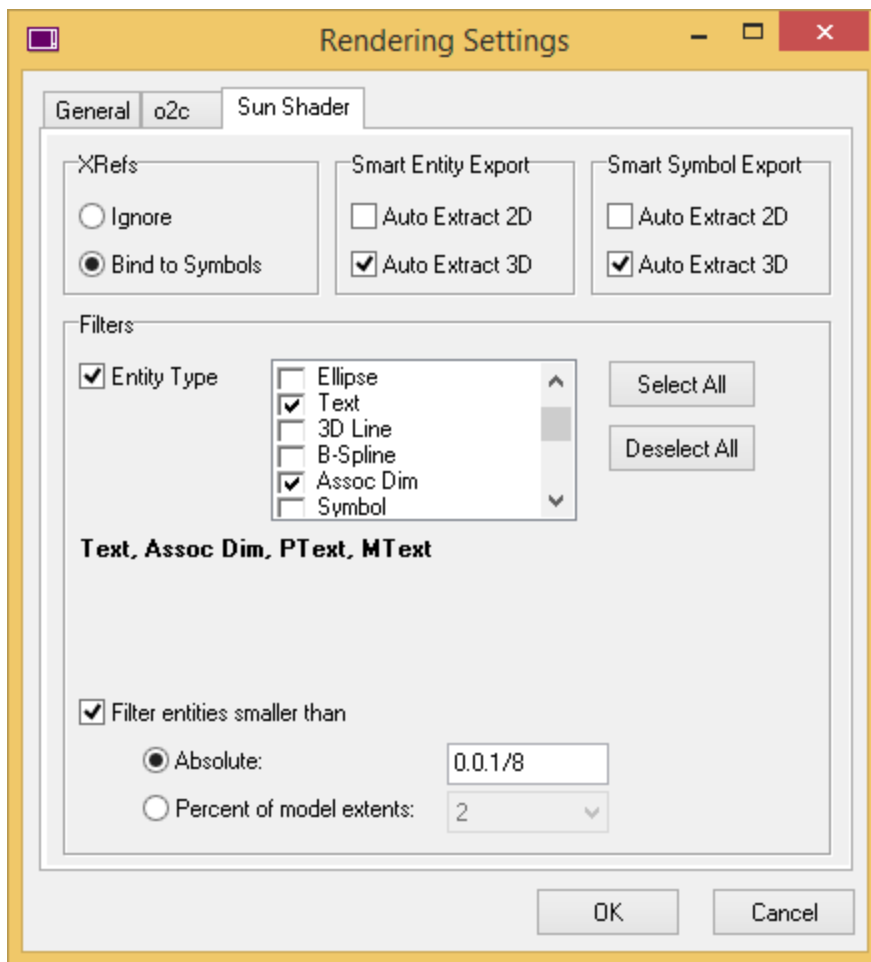 Rendering Settings
General o2c Sun Shader
XRefs
Ignore
Bind to Symbols
Smart Entity Export
Auto Extract 2D
Auto Extract 3D
Smart Symbol Export
Auto Extract 2D
Auto Extract 3D
Filters
Entity Type
Ellipse
Text
3D Line
B-Spline
Assoc Dim
Symbol
Select All
Deselect All
Text, Assoc Dim, PText, MText
Filter entities smaller than
Absolute: 0.0.1/8
Percent of model extents: 2
OK Cancel